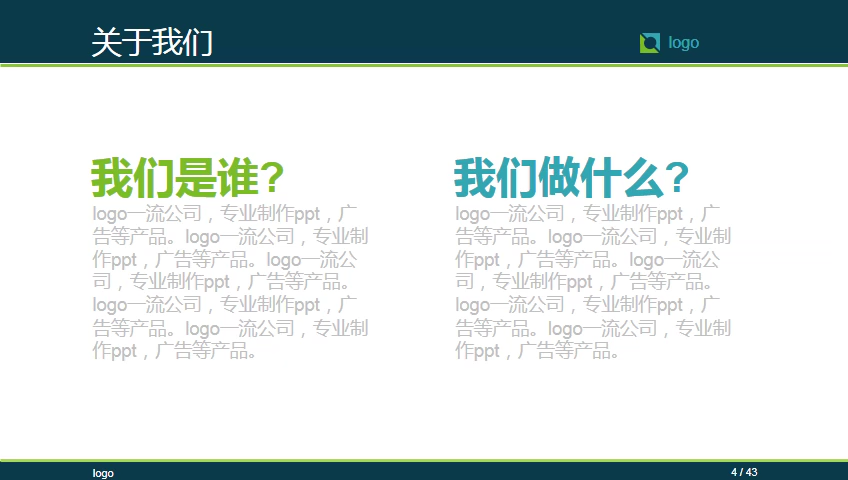 关于我们
logo
我们是谁?
logo一流公司，专业制作ppt，广
告等产品。logo一流公司，专业制
作ppt，广告等产品。logo一流公
司，专业制作ppt，广告等产品。
logo一流公司，专业制作ppt，广
告等产品。logo一流公司，专业制
作ppt，广告等产品。
我们做什么?
logo一流公司，专业制作ppt，广
告等产品。logo一流公司，专业制
作ppt，广告等产品。logo一流公
司，专业制作ppt，广告等产品。
logo一流公司，专业制作ppt，广
告等产品。logo一流公司，专业制
作ppt，广告等产品。
logo
4 / 43